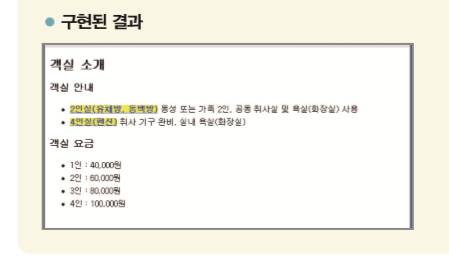 구현된 결과
객실 소개
객실 안내
2인실(유채방, 동백방) 동성 또는 가족 2인, 공동 취사실 및 욕실(화장실) 사용
4인실(펜션) 취사 기구 완비, 실내 욕실(화장실)
객실 요금
1인 : 40,000원
2인 : 60,000원
3인 : 80,000원
4인 : 100,000원